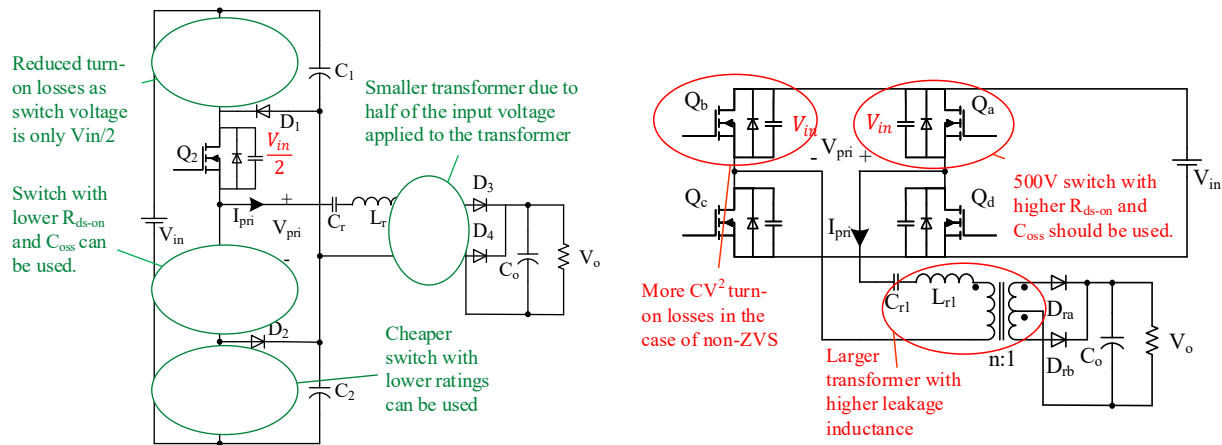 Reduced turn-
on losses as
switch voltage
is only Vin/2
C1
D1
Smaller transformer due to
half of the input voltage
applied to the transformer
Q2
Vin
2
Switch with
lower Rds-on
and Coss can
be used.
Vin
Ipri
+
Vpri
-
Cr
Lr
D3
D4
Co
Vo
D2
C2
Cheaper
switch with
lower ratings
can be used
Qb
Vin
Vin
Qa
- Vpri +
Vin
Qc
Qd
Ipri
500V switch with
higher Rds-on and
Coss should be used.
More CV2 turn-
on losses in the
case of non-ZVS
Cr1
Lr1
n:1
Dra
Drb
Co
Vo
Larger
transformer with
higher leakage
inductance